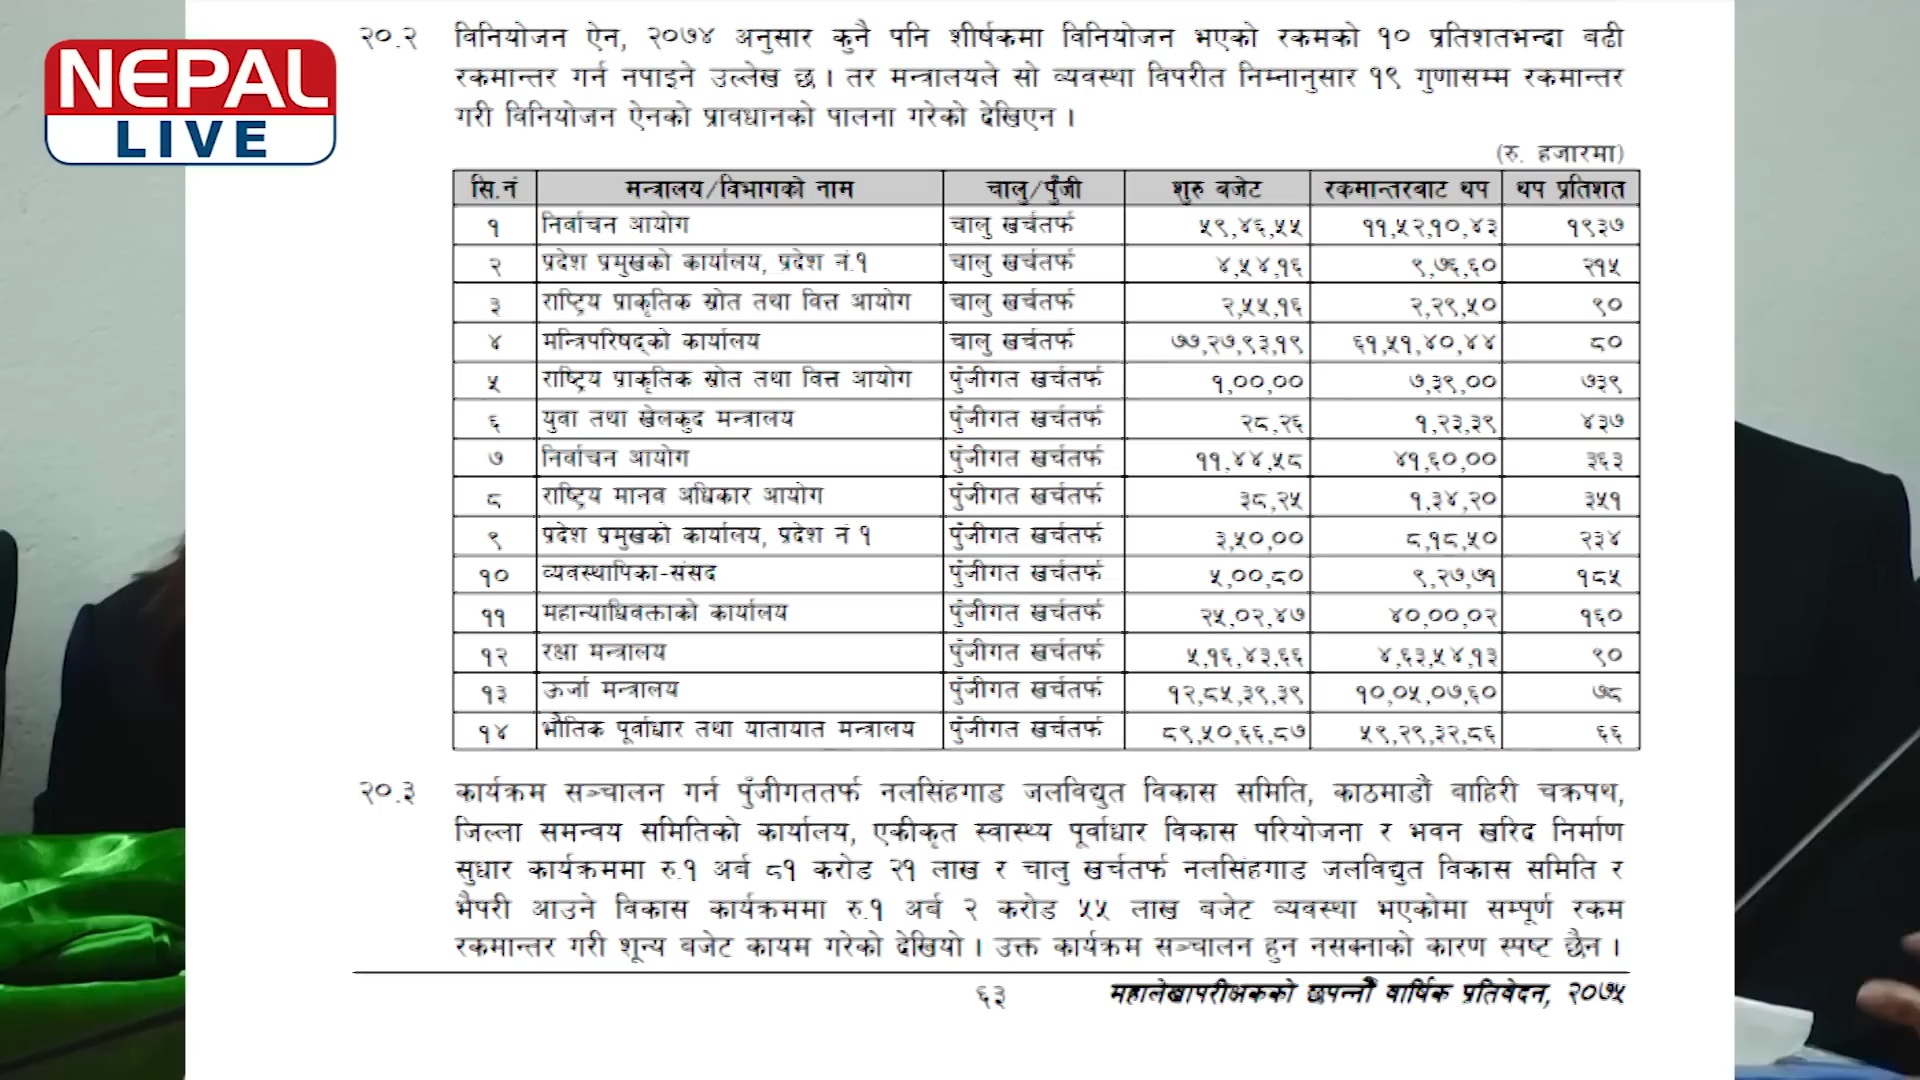 NEPAL
LIVE
२०.२ विनियोजन ऐन, २०७४ अनुसार कुनै पनि शीर्षकमा विनियोजन भएको रकमको १० प्रतिशतभन्दा बढी
रकमान्तर गर्न नपाइने उल्लेख छ । तर मन्त्रालयले सो व्यवस्था विपरीत निम्नानुसार १९ गुणासम्म रकमान्तर
गरी विनियोजन ऐनको प्रावधानको पालना गरेको देखिएन ।
(रु. हजारमा)
सि.नं मन्त्रालय/विभागको नाम चालु/पुँजी शुरु बजेट रकमान्तरबाट थप थप प्रतिशत
१ निर्वाचन आयोग चालु खर्चतर्फ ५९,४६,५५ ११,५२,१०,४३ १९३७
२ प्रदेश प्रमुखको कार्यालय, प्रदेश नं.१ चालु खर्चतर्फ ४,५४,१६ ९,७६,६० २१५
३ राष्ट्रिय प्राकृतिक स्रोत तथा वित्त आयोग चालु खर्चतर्फ २,५५,१६ २,२९,५० ९०
४ मन्त्रिपरिषद्को कार्यालय चालु खर्चतर्फ ७७,२७,९३,१९ ६१,५१,४०,४४ ८०
५ राष्ट्रिय प्राकृतिक स्रोत तथा वित्त आयोग पुँजीगत खर्चतर्फ १,००,०० ७,३९,०० ७३९
६ युवा तथा खेलकुद मन्त्रालय पुँजीगत खर्चतर्फ २८,२६ १,२३,३९ ४३७
७ निर्वाचन आयोग पुँजीगत खर्चतर्फ ११,४४,५८ ४१,६०,०० ३६३
८ राष्ट्रिय मानव अधिकार आयोग पुँजीगत खर्चतर्फ ३८,२५ १,३४,२० ३५१
९ प्रदेश प्रमुखको कार्यालय, प्रदेश नं १ पुँजीगत खर्चतर्फ ३,५०,०० ८,१८,५० २३४
१० व्यवस्थापिका-संसद पुँजीगत खर्चतर्फ ५,००,८० ९,२७,७१ १८५
११ महान्याधिवक्ताको कार्यालय पुँजीगत खर्चतर्फ २५,०२,४७ ४०,००,०२ १६०
१२ रक्षा मन्त्रालय पुँजीगत खर्चतर्फ ५,१६,४३,६६ ४,६३,५४,१३ ९०
१३ ऊर्जा मन्त्रालय पुँजीगत खर्चतर्फ १२,८५,३९,३९ १०,०५,०७,६० ७८
१४ भौतिक पूर्वाधार तथा यातायात मन्त्रालय पुँजीगत खर्चतर्फ ८९,५०,६६,८७ ५९,२९,३२,८६ ६६
२०.३ कार्यक्रम सञ्चालन गर्न पुँजीगततर्फ नलसिंहगाड जलविद्युत विकास समिति, काठमाडौं बाहिरी चक्रपथ,
जिल्ला समन्वय समितिको कार्यालय, एकीकृत स्वास्थ्य पूर्वाधार विकास परियोजना र भवन खरिद निर्माण
सुधार कार्यक्रममा रु.१ अर्ब ८१ करोड २१ लाख र चालु खर्चतर्फ नलसिंहगाड जलविद्युत विकास समिति र
भैपरी आउने विकास कार्यक्रममा रु.१ अर्ब २ करोड ५५ लाख बजेट व्यवस्था भएकोमा सम्पूर्ण रकम
रकमान्तर गरी शून्य बजेट कायम गरेको देखियो । उक्त कार्यक्रम सञ्चालन हुन नसक्नाको कारण स्पष्ट छैन ।
६३ महालेखापरीक्षकको छपन्नौं वार्षिक प्रतिवेदन, २०७५